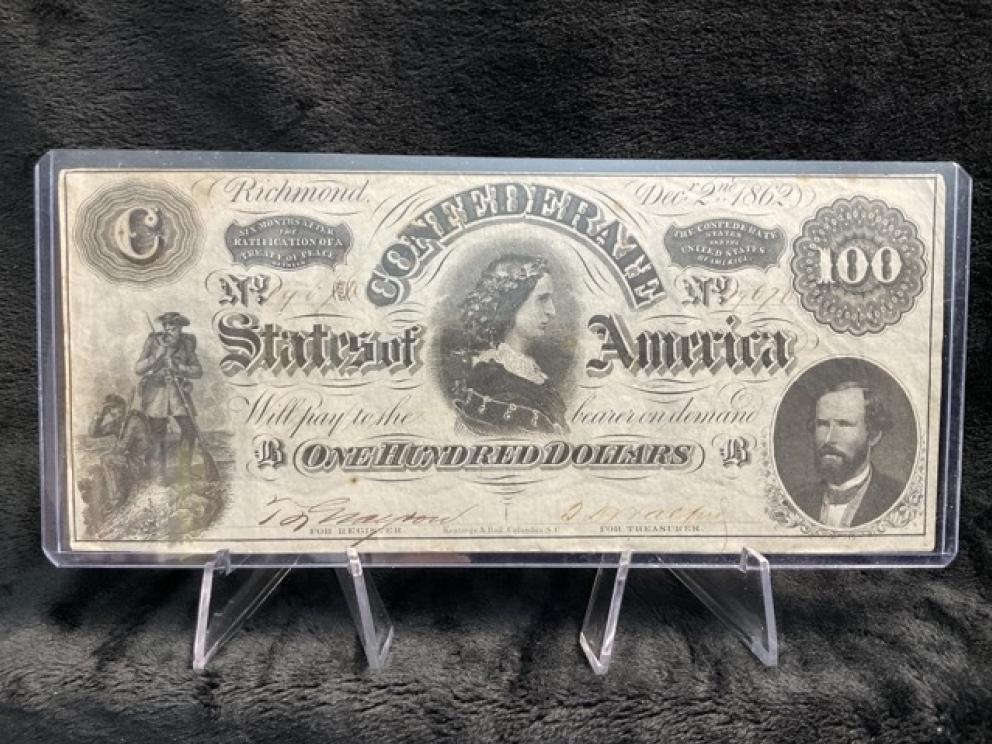 Richmond.
Decr. 2nd 1862
C
SIX MONTHS AFTER
THE
RATIFICATION OF A
TREATY OF PEACE
BETWEEN
CONFEDERATE
THE CONFEDERATE
STATES
AND THE
UNITED STATES
OF AMERICA.
100
No.
No.
States of America
Will pay to the bearer on demand
B ONE HUNDRED DOLLARS B
FOR REGISTER.
Keatinge & Ball, Columbia, S.C.
FOR TREASURER.